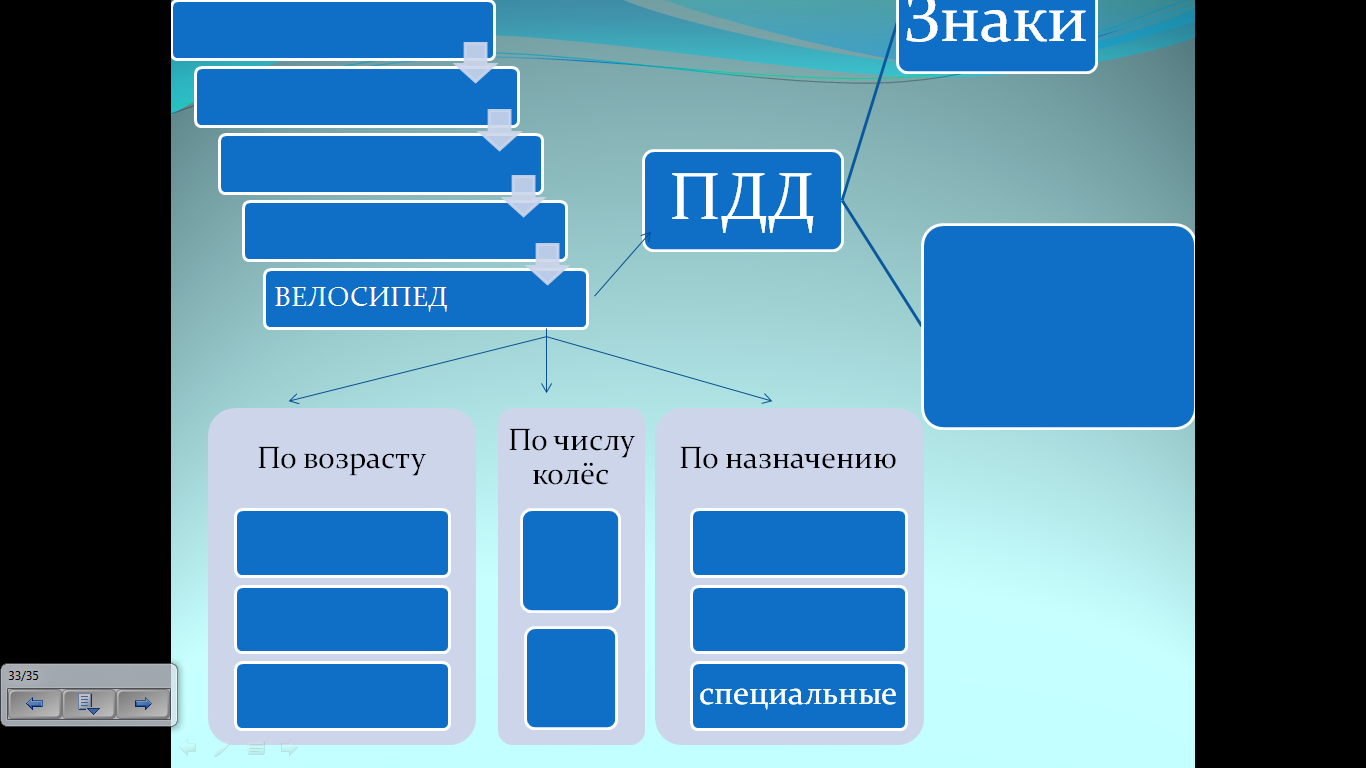 Знаки
ПДД
ВЕЛОСИПЕД
По возрасту
По числу
колёс
По назначению
специальные
33/35